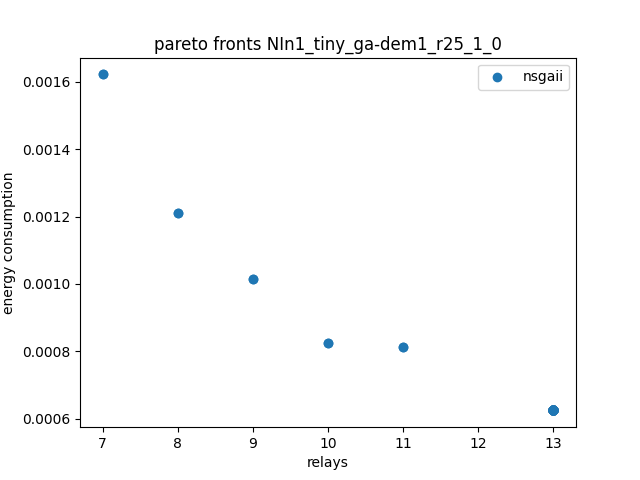 pareto fronts NIn1_tiny_ga-dem1_r25_1_0
nsgaii
0.0016
0.0014
0.0012
0.0010
0.0008
0.0006
energy consumption
7 8 9 10 11 12 13
relays